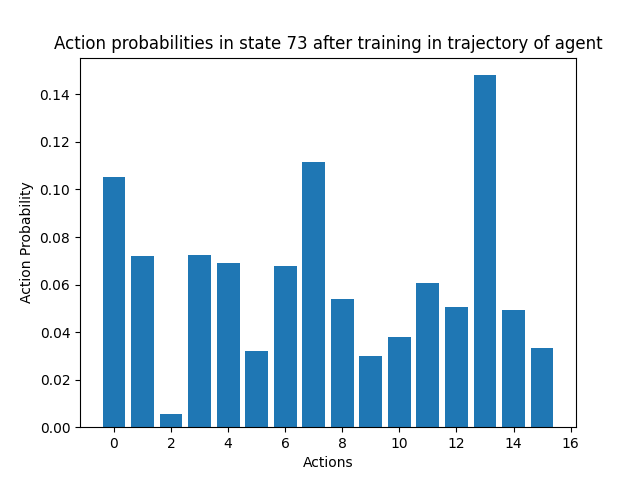 Action probabilities in state 73 after training in trajectory of agent
0.14
0.12
0.10
0.08
0.06
0.04
0.02
0.00
Action Probability
0 2 4 6 8 10 12 14 16
Actions